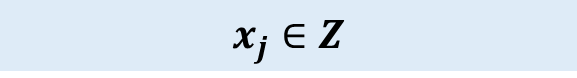 x_j ∈ Z